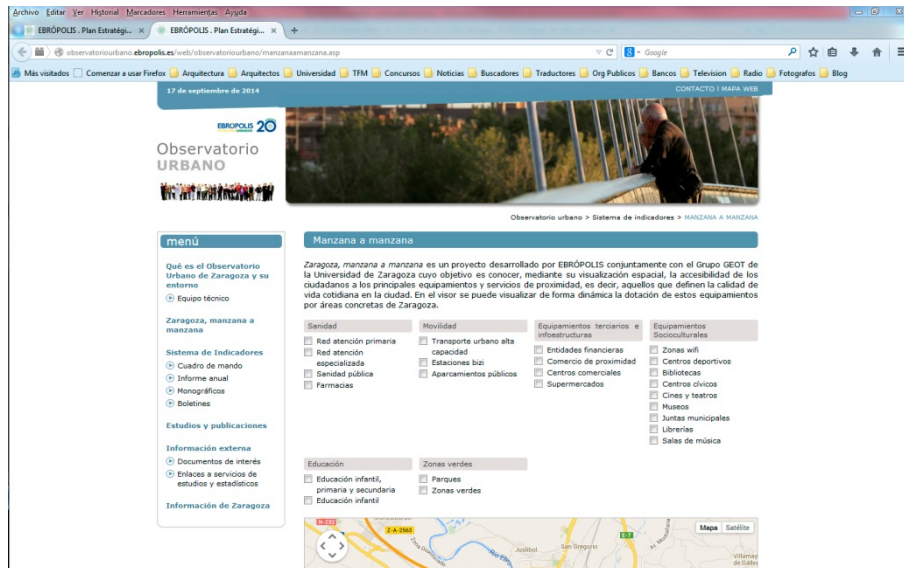 Archivo Editar Ver Historial Marcadores Herramientas Ayuda
EBRÓPOLIS . Plan Estratégi... × EBRÓPOLIS . Plan Estratégi... × +
observatoriourbano.ebropolis.es/web/observatoriourbano/manzanaamanzana.asp
Google
Más visitados Comenzar a usar Firefox Arquitectura Arquitectos Universidad TFM Concursos Noticias Buscadores Traductores Org Publicos Bancos Television Radio Fotografos Blog
17 de septiembre de 2014
CONTACTO I MAPA WEB
EBROPOLIS 20
Observatorio
URBANO
Observatorio urbano > Sistema de indicadores > MANZANA A MANZANA
menú
Qué es el Observatorio
Urbano de Zaragoza y su
entorno
Equipo técnico
Zaragoza, manzana a
manzana
Sistema de Indicadores
Cuadro de mando
Informe anual
Monográficos
Boletines
Estudios y publicaciones
Información externa
Documentos de interés
Enlaces a servicios de
estudios y estadísticos
Información de Zaragoza
Manzana a manzana
Zaragoza, manzana a manzana es un proyecto desarrollado por EBRÓPOLIS conjuntamente con el Grupo GEOT de
la Universidad de Zaragoza cuyo objetivo es conocer, mediante su visualización espacial, la accesibilidad de los
ciudadanos a los principales equipamientos y servicios de proximidad, es decir, aquellos que definen la calidad de
vida cotidiana en la ciudad. En el visor se puede visualizar de forma dinámica la dotación de estos equipamientos
por áreas concretas de Zaragoza.
Sanidad
Red atención primaria
Red atención
especializada
Sanidad pública
Farmacias
Movilidad
Transporte urbano alta
capacidad
Estaciones bizi
Aparcamientos públicos
Equipamientos terciarios e
infoestructuras
Entidades financieras
Comercio de proximidad
Centros comerciales
Supermercados
Equipamientos
Socioculturales
Zonas wifi
Centros deportivos
Bibliotecas
Centros cívicos
Cines y teatros
Museos
Juntas municipales
Librerías
Salas de música
Educación
Educación infantil,
primaria y secundaria
Educación infantil
Zonas verdes
Parques
Zonas verdes
N-232
Z-A-2563
Juslibol
San Gregorio
E-7
Mapa Satélite
Villamay
de Gálleg